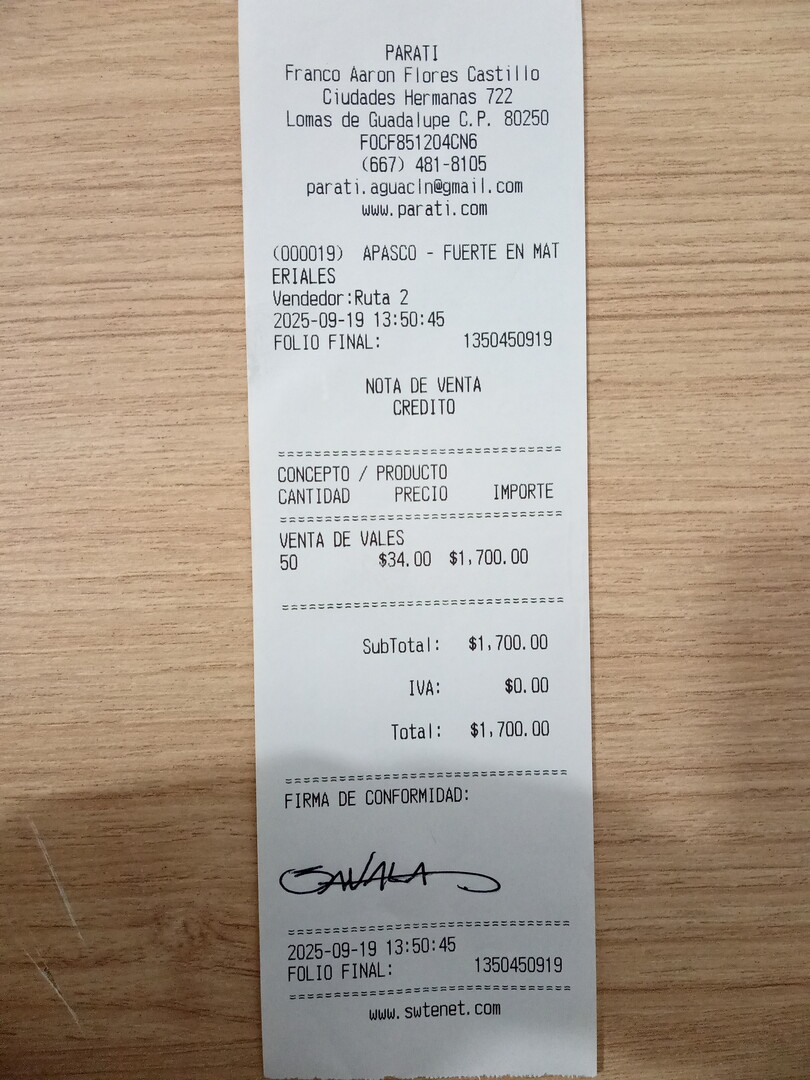 PARATI
Franco Aaron Flores Castillo
Ciudades Hermanas 722
Lomas de Guadalupe C.P. 80250
FOCF851204CN6
(667) 481-8105
parati.aguacln@gmail.com
www.parati.com
(000019) APASCO - FUERTE EN MAT
ERIALES
Vendedor:Ruta 2
2025-09-19 13:50:45
FOLIO FINAL: 1350450919
NOTA DE VENTA
CREDITO
================================
CONCEPTO / PRODUCTO
CANTIDAD PRECIO IMPORTE
================================
VENTA DE VALES
50 $34.00 $1,700.00
================================
SubTotal: $1,700.00
IVA: $0.00
Total: $1,700.00
================================
FIRMA DE CONFORMIDAD:
ZAVALA
================================
2025-09-19 13:50:45
FOLIO FINAL: 1350450919
================================
www.swtenet.com